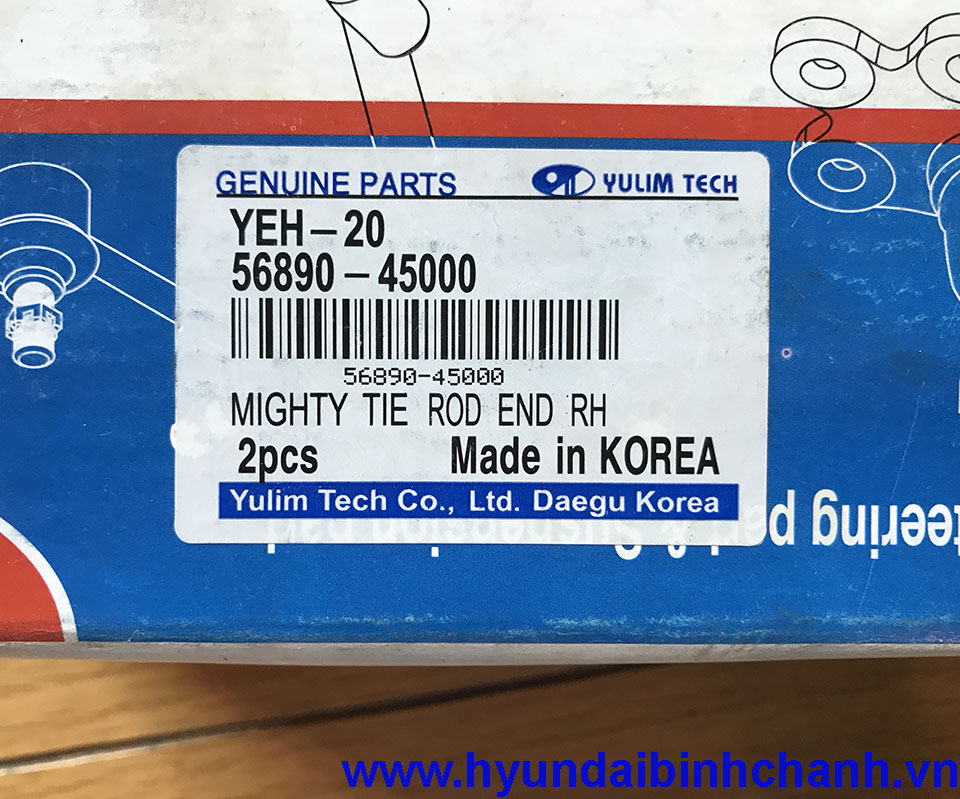 GENUINE PARTS YULIM TECH
YEH-20
56890-45000
56890-45000
MIGHTY TIE ROD END RH
2pcs Made in KOREA
Yulim Tech Co., Ltd. Daegu Korea
www.hyundaibinhchanh.vn